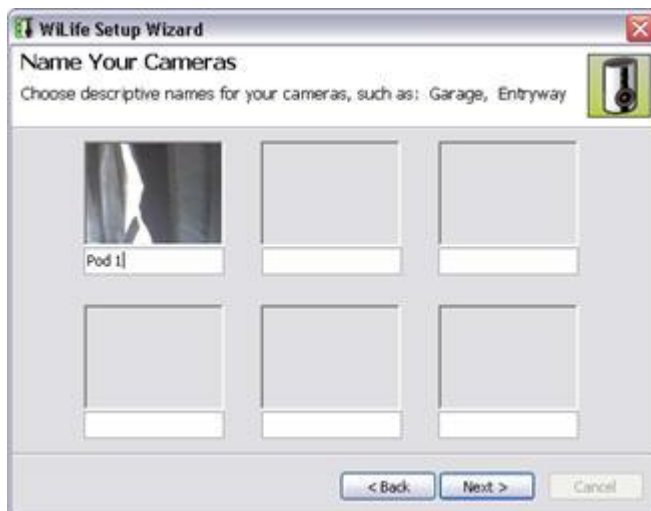 WiLife Setup Wizard
Name Your Cameras
Choose descriptive names for your cameras, such as: Garage, Entryway
Pod 1
< Back Next > Cancel